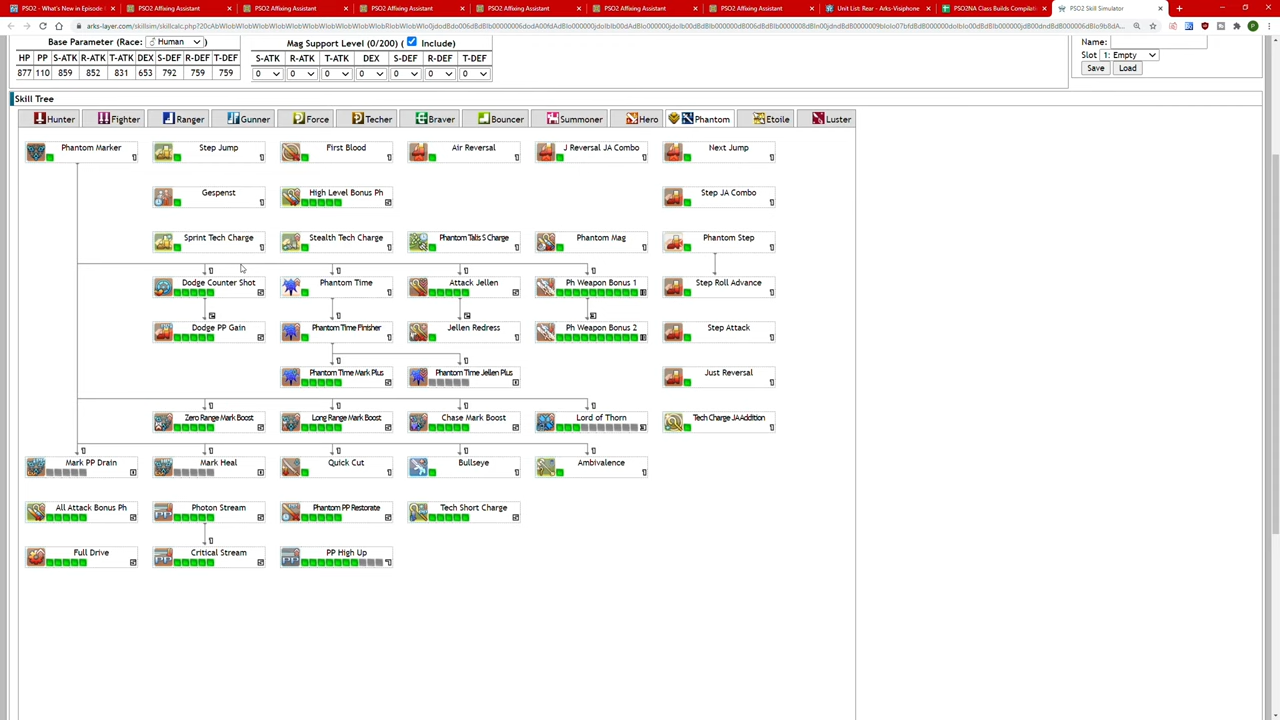 PSO2 - What's New in Episode
PSO2 Affixing Assistant
PSO2 Affixing Assistant
PSO2 Affixing Assistant
PSO2 Affixing Assistant
PSO2 Affixing Assistant
PSO2 Affixing Assistant
Unit List: Rear - Arks-Visiphone
PSO2NA Class Builds Compilati
PSO2 Skill Simulator
Base Parameter (Race: Human)
HP PP S-ATK R-ATK T-ATK DEX S-DEF R-DEF T-DEF
877 110 859 852 831 653 792 759 759
Mag Support Level (0/200) ( Include)
S-ATK R-ATK T-ATK DEX S-DEF R-DEF T-DEF
0 0 0 0 0 0 0
Name:
Slot 1: Empty
Save Load
Skill Tree
Hunter Fighter Ranger Gunner Force Techer Braver Bouncer Summoner Hero Phantom Etoile Luster
Phantom Marker Step Jump First Blood Air Reversal J Reversal JA Combo Next Jump
Gespenst High Level Bonus Ph Step JA Combo
Sprint Tech Charge Stealth Tech Charge Phantom Talis S Charge Phantom Mag Phantom Step
Dodge Counter Shot Phantom Time Attack Jellen Ph Weapon Bonus 1 Step Roll Advance
Dodge PP Gain Phantom Time Finisher Jellen Redress Ph Weapon Bonus 2 Step Attack
Phantom Time Mark Plus Phantom Time Jellen Plus Just Reversal
Zero Range Mark Boost Long Range Mark Boost Chase Mark Boost Lord of Thorn Tech Charge JA Addition
Mark PP Drain Mark Heal Quick Cut Bullseye Ambivalence
All Attack Bonus Ph Photon Stream Phantom PP Restorate Tech Short Charge
Full Drive Critical Stream PP High Up